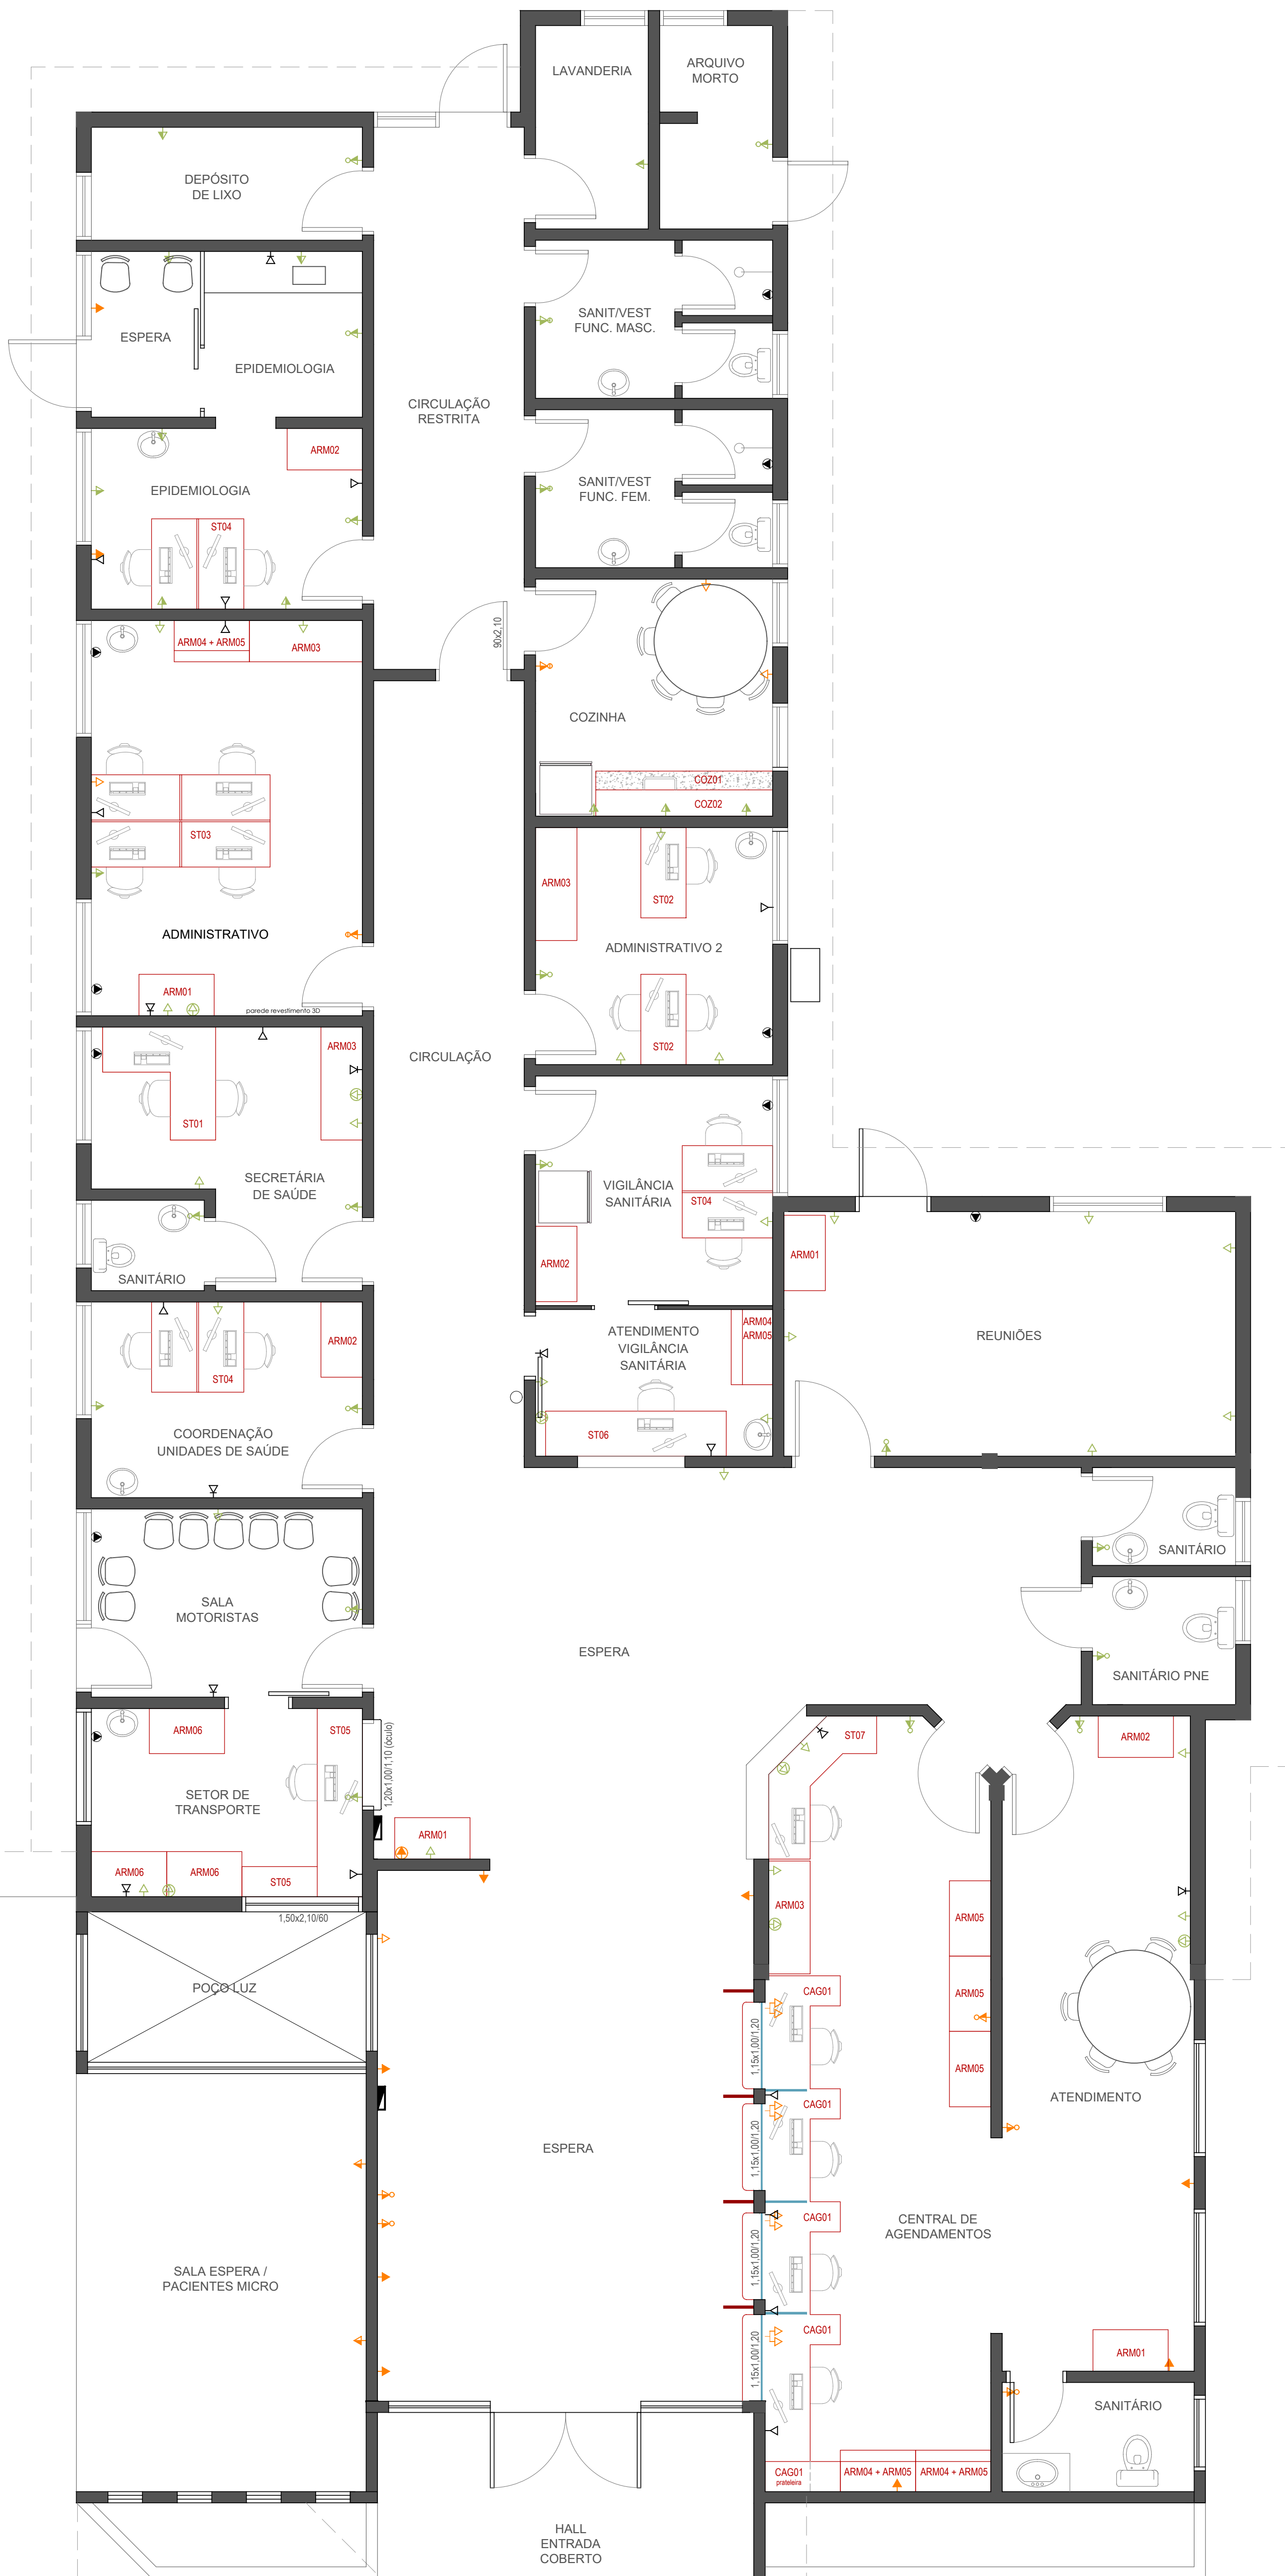 LAVANDERIA
ARQUIVO
MORTO
DEPÓSITO
DE LIXO
SANIT/VEST
FUNC. MASC.
ESPERA
EPIDEMIOLOGIA
CIRCULAÇÃO
RESTRITA
ARM02
EPIDEMIOLOGIA
SANIT/VEST
FUNC. FEM.
ST04
90x2,10
ARM04 + ARM05
ARM03
COZINHA
COZ01
COZ02
ST03
ARM03
ST02
ADMINISTRATIVO
ADMINISTRATIVO 2
ARM01
parede revestimento 3D
ST02
ARM03
CIRCULAÇÃO
ST01
SECRETÁRIA
DE SAÚDE
VIGILÂNCIA
SANITÁRIA
ST04
ARM02
ARM01
SANITÁRIO
ARM04
ARM05
ATENDIMENTO
VIGILÂNCIA
SANITÁRIA
REUNIÕES
ARM02
ST04
COORDENAÇÃO
UNIDADES DE SAÚDE
ST06
SANITÁRIO
SALA
MOTORISTAS
ESPERA
SANITÁRIO PNE
ARM06
ST05
1,20x1,00/1,10 (óculo)
ST07
ARM02
SETOR DE
TRANSPORTE
ARM01
ARM06
ARM06
ST05
ARM03
ARM05
1,50x2,10/60
POÇO LUZ
CAG01
ARM05
1,15x1,00/1,20
ARM05
CAG01
ATENDIMENTO
1,15x1,00/1,20
ESPERA
CAG01
CENTRAL DE
AGENDAMENTOS
1,15x1,00/1,20
SALA ESPERA /
PACIENTES MICRO
CAG01
1,15x1,00/1,20
ARM01
SANITÁRIO
CAG01
prateleira
ARM04 + ARM05
ARM04 + ARM05
HALL
ENTRADA
COBERTO